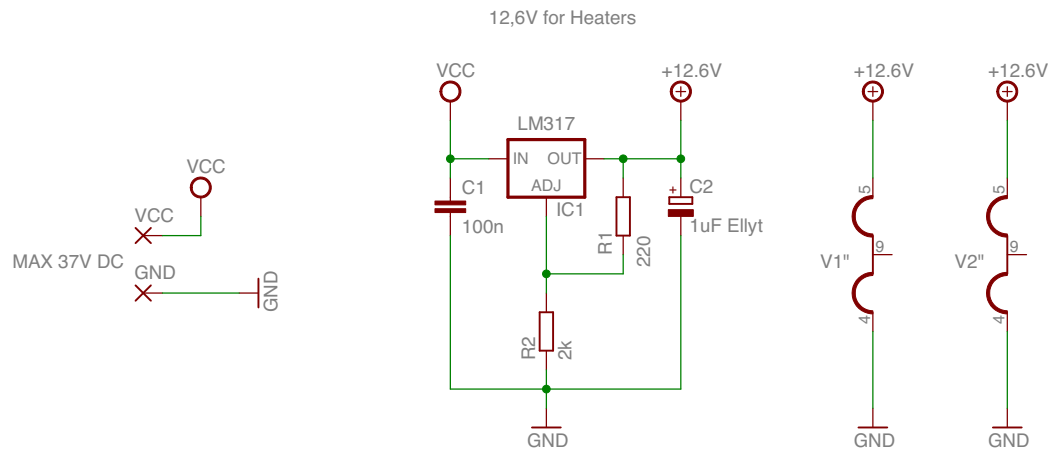 12,6V for Heaters
VCC
+12.6V
+12.6V
+12.6V
LM317
IN
OUT
ADJ
IC1
C1
100n
C2
+
1uF Ellyt
R1
220
R2
2k
GND
VCC
VCC
MAX 37V DC
GND
GND
5
9
V1"
4
GND
5
9
V2"
4
GND